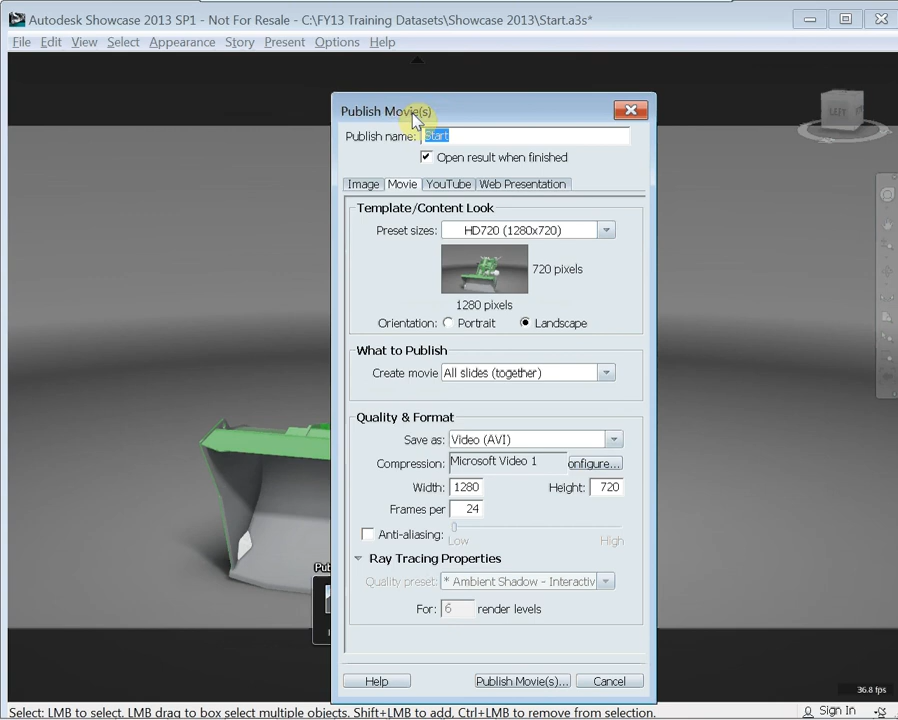 Autodesk Showcase 2013 SP1 - Not For Resale - C:\FY13 Training Datasets\Showcase 2013\Start.a3s*
File Edit View Select Appearance Story Present Options Help
Publish Movie(s)
Publish name: Start
Open result when finished
Image Movie YouTube Web Presentation
Template/Content Look
Preset sizes: HD720 (1280x720)
720 pixels
1280 pixels
Orientation: Portrait Landscape
What to Publish
Create movie All slides (together)
Quality & Format
Save as: Video (AVI)
Compression: Microsoft Video 1 onfigure...
Width: 1280 Height: 720
Frames per 24
Anti-aliasing: Low High
Ray Tracing Properties
Quality preset: * Ambient Shadow - Interactiv
For: 6 render levels
Help Publish Movie(s)... Cancel
36.8 fps
Select: LMB to select. LMB drag to box select multiple objects. Shift+LMB to add. Ctrl+LMB to remove from selection. Sign In